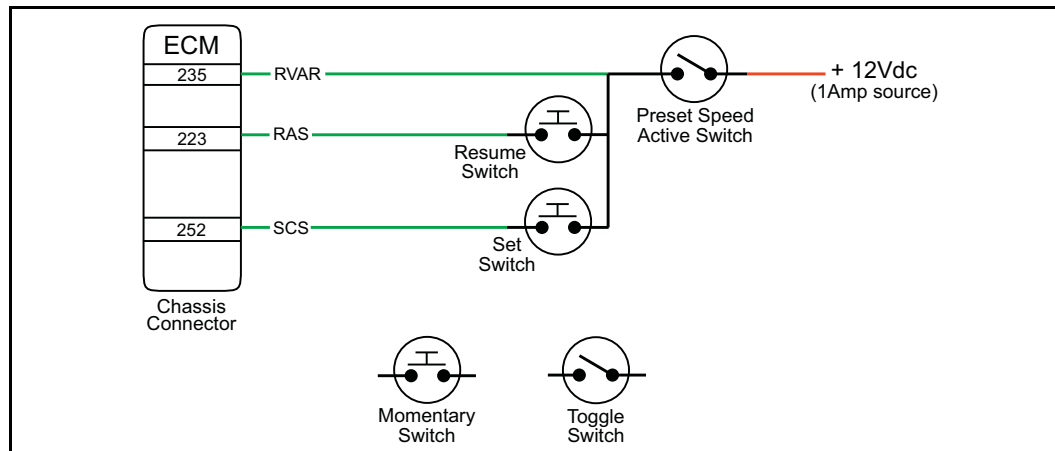 ECM
235
RVAR
+ 12Vdc
(1Amp source)
Preset Speed
Active Switch
223
RAS
Resume
Switch
252
SCS
Set
Switch
Chassis
Connector
Momentary
Switch
Toggle
Switch